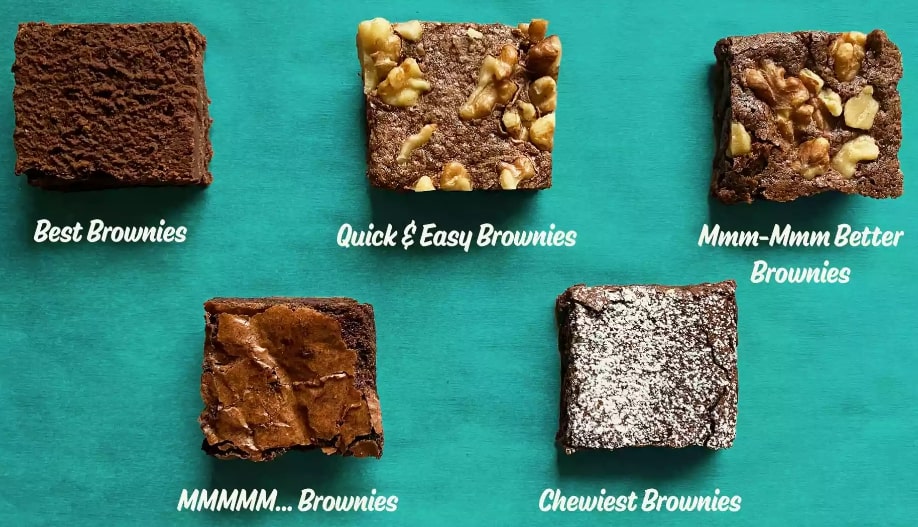 Best Brownies
Quick & Easy Brownies
Mmm-Mmm Better
Brownies
MMMMM... Brownies
Chewiest Brownies